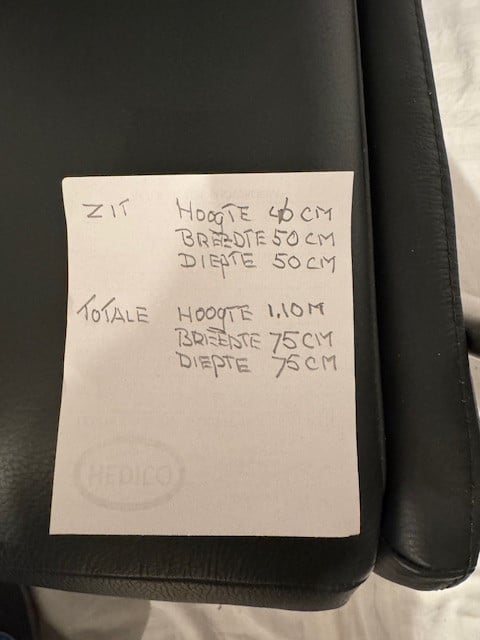 ZIT HOOGTE 40 CM
BREEDTE 50 CM
DIEPTE 50 CM
TOTALE HOOGTE 1,10 M
BREEDTE 75 CM
DIEPTE 75 CM
HEDICO